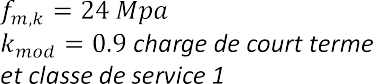 f_{m,k} = 24 Mpa
k_{mod} = 0.9 charge de court terme
et classe de service 1